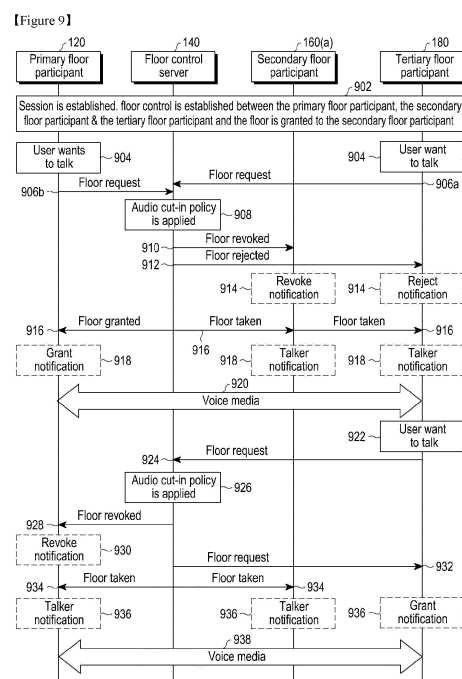 【Figure 9】
120 140 160(a) 180
Primary floor participant
Floor control server
Secondary floor participant
Tertiary floor participant
902
Session is established. floor control is established between the primary floor participant, the secondary
floor participant & the tertiary floor participant and the floor is granted to the secondary floor participant
User wants to talk
904
904
User want to talk
906b
Floor request
Floor request
906a
Audio cut-in policy is applied
908
910
Floor revoked
912
Floor rejected
914
Revoke notification
914
Reject notification
916
Floor granted
916
Floor taken
Floor taken
916
Grant notification
918
918
Talker notification
918
Talker notification
920
Voice media
922
User want to talk
924
Floor request
Audio cut-in policy is applied
926
928
Floor revoked
Revoke notification
930
Floor request
932
934
Floor taken
Floor taken
934
Talker notification
936
936
Talker notification
936
Grant notification
938
Voice media